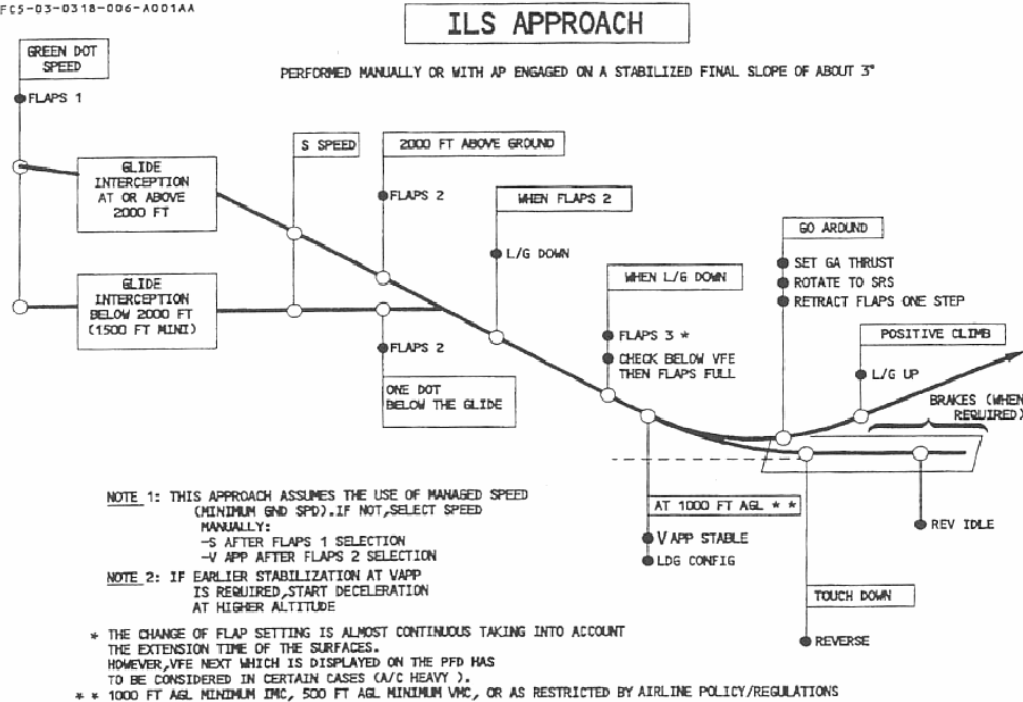 FC5-03-0318-006-A001AA
ILS APPROACH
PERFORMED MANUALLY OR WITH AP ENGAGED ON A STABILIZED FINAL SLOPE OF ABOUT 3°
GREEN DOT
SPEED
FLAPS 1
GLIDE
INTERCEPTION
AT OR ABOVE
2000 FT
GLIDE
INTERCEPTION
BELOW 2000 FT
(1500 FT MINI)
S SPEED
2000 FT ABOVE GROUND
FLAPS 2
FLAPS 2
ONE DOT
BELOW THE GLIDE
WHEN FLAPS 2
L/G DOWN
WHEN L/G DOWN
FLAPS 3 *
CHECK BELOW VFE
THEN FLAPS FULL
AT 1000 FT AGL * *
V APP STABLE
LDG CONFIG
GO AROUND
SET GA THRUST
ROTATE TO SRS
RETRACT FLAPS ONE STEP
POSITIVE CLIMB
L/G UP
BRAKES (WHEN
REQUIRED)
REV IDLE
TOUCH DOWN
REVERSE
NOTE 1: THIS APPROACH ASSUMES THE USE OF MANAGED SPEED
(MINIMUM GND SPD).IF NOT,SELECT SPEED
MANUALLY:
-S AFTER FLAPS 1 SELECTION
-V APP AFTER FLAPS 2 SELECTION
NOTE 2: IF EARLIER STABILIZATION AT VAPP
IS REQUIRED,START DECELERATION
AT HIGHER ALTITUDE
* THE CHANGE OF FLAP SETTING IS ALMOST CONTINUOUS TAKING INTO ACCOUNT
THE EXTENSION TIME OF THE SURFACES.
HOWEVER,VFE NEXT WHICH IS DISPLAYED ON THE PFD HAS
TO BE CONSIDERED IN CERTAIN CASES (A/C HEAVY ).
* * 1000 FT AGL MINIMUM IMC, 500 FT AGL MINIMUM VMC, OR AS RESTRICTED BY AIRLINE POLICY/REGULATIONS